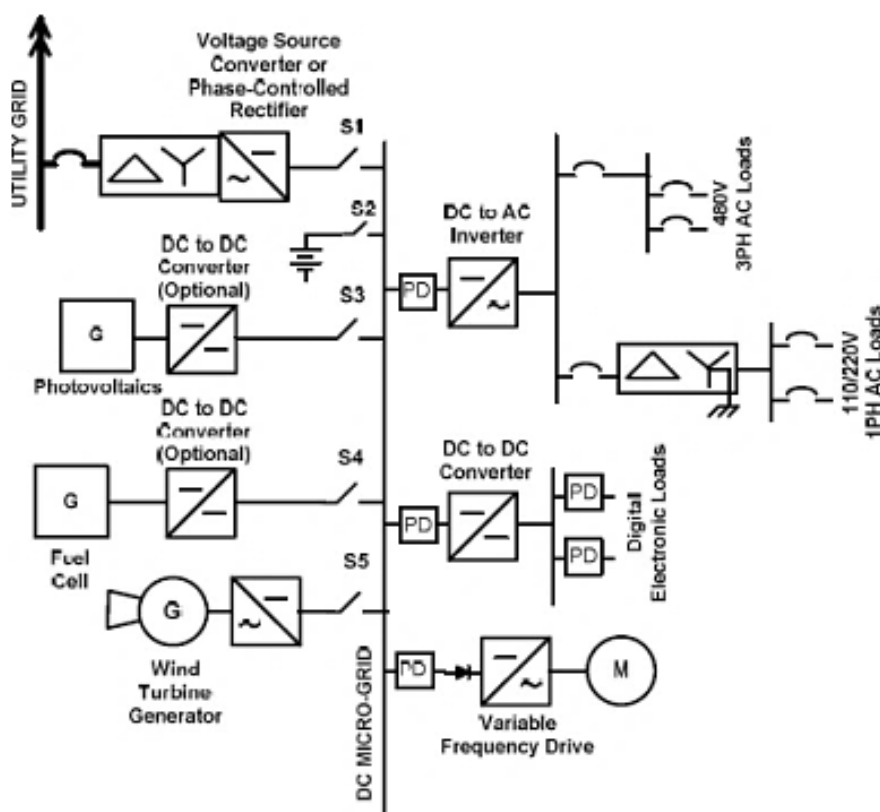 Voltage Source
Converter or
Phase-Controlled
Rectifier
UTILITY GRID
S1
S2
DC to DC
Converter
(Optional)
S3
G
Photovoltaics
DC to DC
Converter
(Optional)
S4
G
Fuel
Cell
S5
G
Wind
Turbine
Generator
DC MICRO-GRID
DC to AC
Inverter
PD
480V
3PH AC Loads
110/220V
1PH AC Loads
DC to DC
Converter
PD
PD
PD
Digitall
Electronic Loads
PD
M
Variable
Frequency Drive